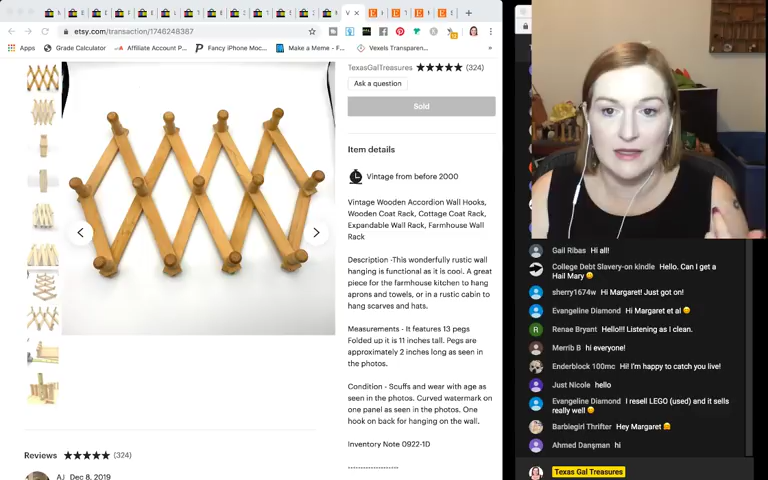 etsy.com/transaction/1746248387
Apps
Grade Calculator
Affiliate Account P...
Fancy iPhone Moc...
Make a Meme - F...
Vexels Transparen...
TexasGalTreasures ★★★★★ (324)
Ask a question
Sold
Item details
Vintage from before 2000
Vintage Wooden Accordion Wall Hooks,
Wooden Coat Rack, Cottage Coat Rack,
Expandable Wall Rack, Farmhouse Wall
Rack
Description -This wonderfully rustic wall
hanging is functional as it is cool. A great
piece for the farmhouse kitchen to hang
aprons and towels, or in a rustic cabin to
hang scarves and hats.
Measurements - It features 13 pegs
Folded up it is 11 inches tall. Pegs are
approximately 2 inches long as seen in
the photos.
Condition - Scuffs and wear with age as
seen in the photos. Curved watermark on
one panel as seen in the photos. One
hook on back for hanging on the wall.
Inventory Note 0922-1D
--------------------
Reviews ★★★★★ (324)
AJ Dec 8, 2019
Gail Ribas Hi all!
College Debt Slavery-on kindle Hello. Can I get a
Hail Mary
sherry1674w Hi Margaret! Just got on!
Evangeline Diamond Hi Margaret et al
R
Renae Bryant Hello!!! Listening as I clean.
Merrib B hi everyone!
Enderblock 100mc Hi! I'm happy to catch you live!
Just Nicole hello
Evangeline Diamond I resell LEGO (used) and it sells
really well
Barbiegirl Thrifter Hey Margaret
Ahmed Danışman hi
Texas Gal Treasures